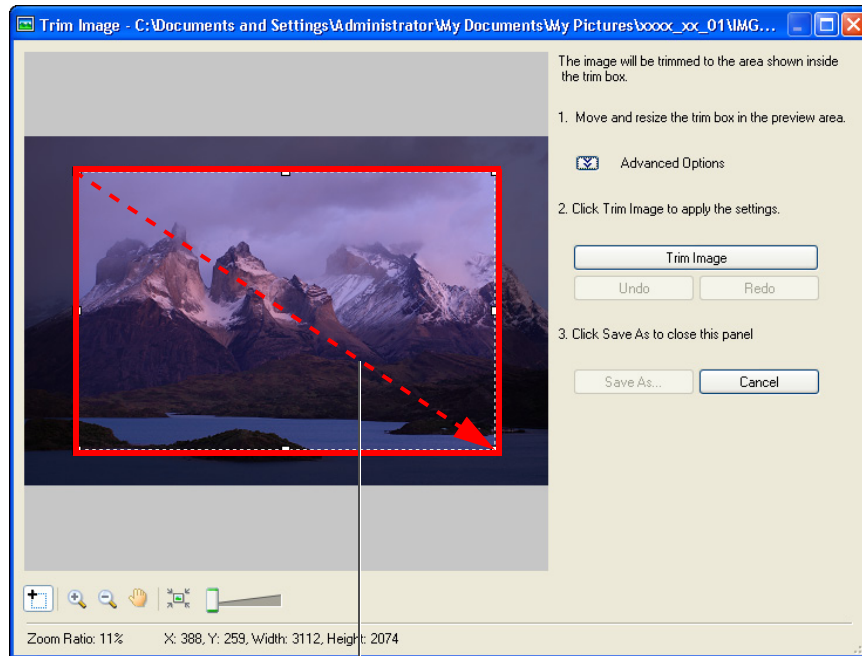 Trim Image - C:\Documents and Settings\Administrator\My Documents\My Pictures\xxxx_xx_01\IMG...
The image will be trimmed to the area shown inside
the trim box.
1. Move and resize the trim box in the preview area.
Advanced Options
2. Click Trim Image to apply the settings.
Trim Image
Undo Redo
3. Click Save As to close this panel
Save As... Cancel
Zoom Ratio: 11% X: 388, Y: 259, Width: 3112, Height: 2074